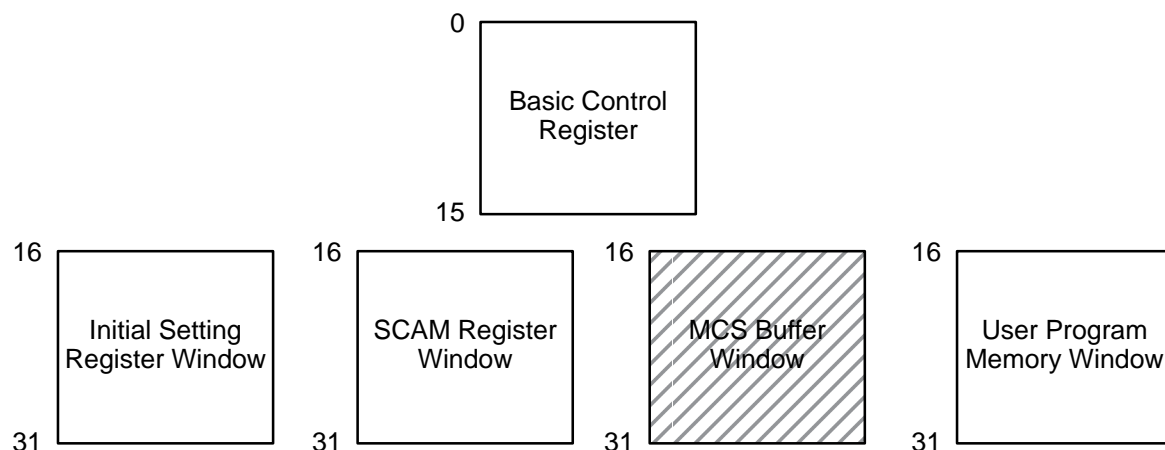 0
Basic Control
Register
15
16
16
16
16
Initial Setting
Register Window
SCAM Register
Window
MCS Buffer
Window
User Program
Memory Window
31
31
31
31